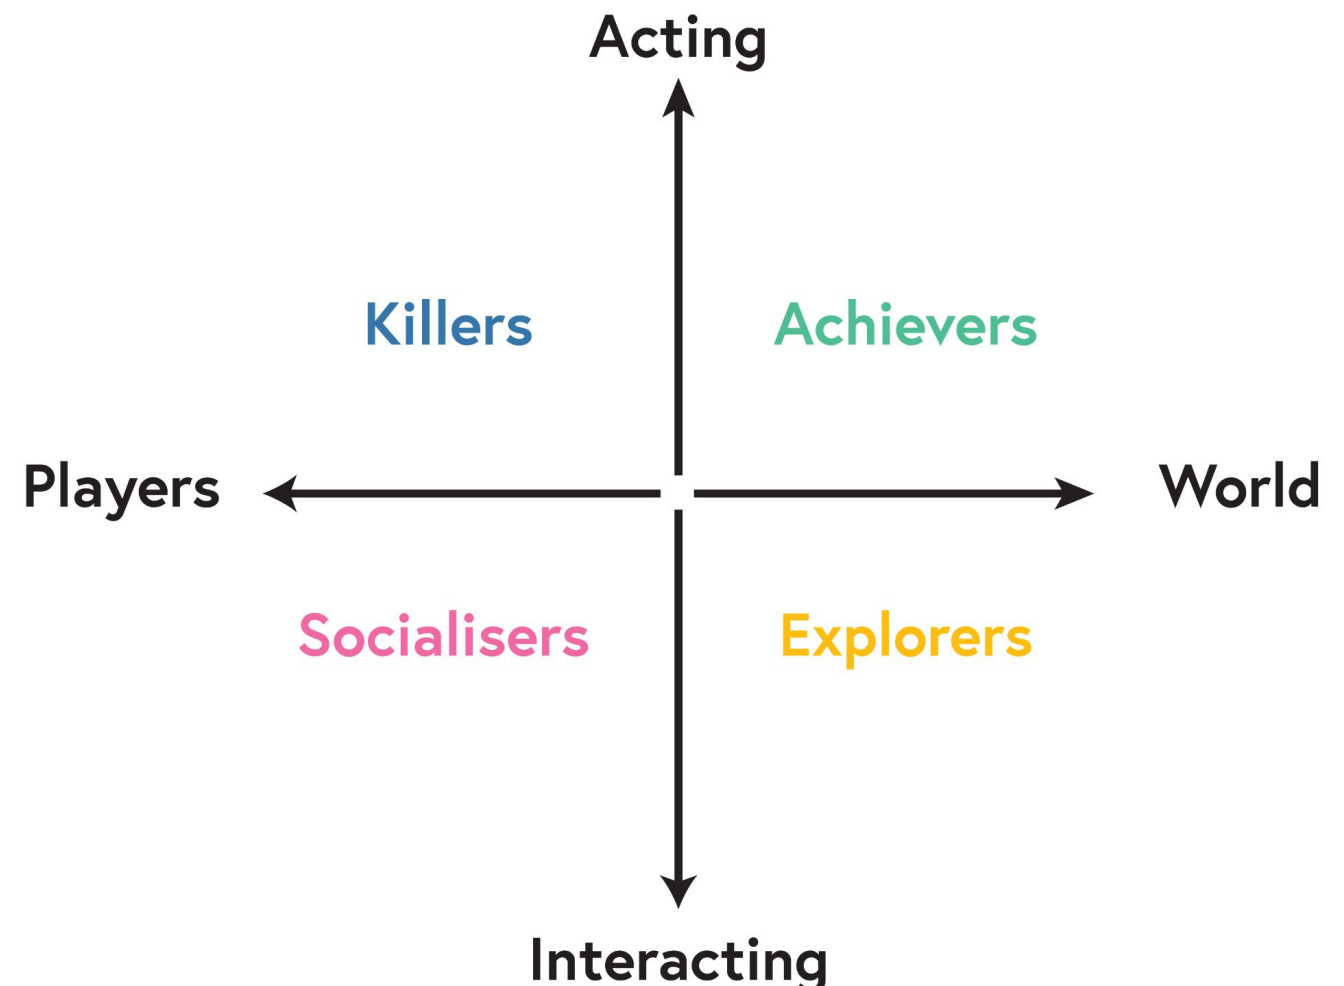 Acting
Killers
Achievers
Players
World
Socialisers
Explorers
Interacting